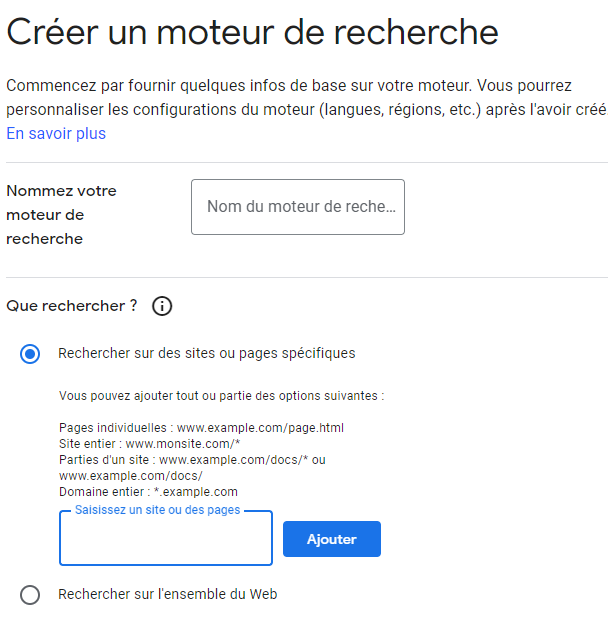 Créer un moteur de recherche
Commencez par fournir quelques infos de base sur votre moteur. Vous pourrez
personnaliser les configurations du moteur (langues, régions, etc.) après l'avoir créé.
En savoir plus
Nommez votre
moteur de
recherche
Nom du moteur de reche...
Que rechercher ?
Rechercher sur des sites ou pages spécifiques
Vous pouvez ajouter tout ou partie des options suivantes :
Pages individuelles : www.example.com/page.html
Site entier : www.monsite.com/*
Parties d'un site : www.example.com/docs/* ou
www.example.com/docs/
Domaine entier : *.example.com
Saisissez un site ou des pages
Ajouter
Rechercher sur l'ensemble du Web